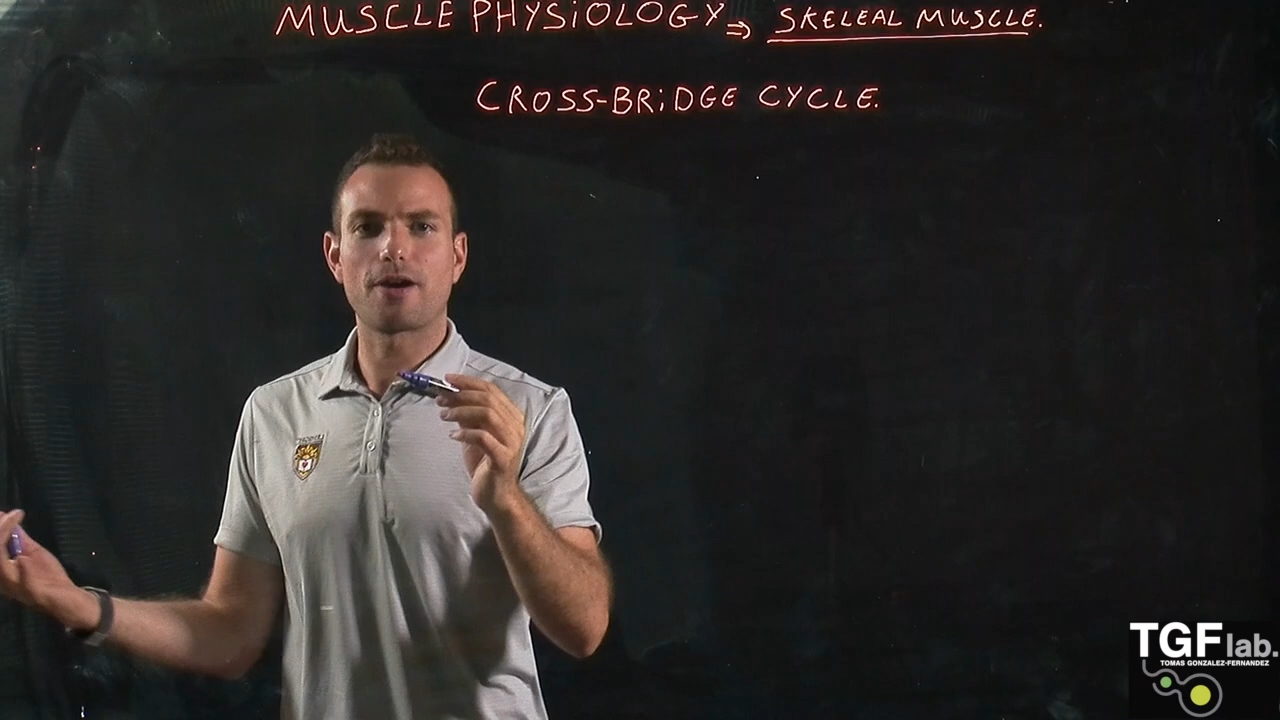 MUSCLE PHYSIOLOGY ⇒ SKELEAL MUSCLE.
CROSS-BRIDGE CYCLE.
TGF lab.
TOMAS GONZALEZ-FERNANDEZ